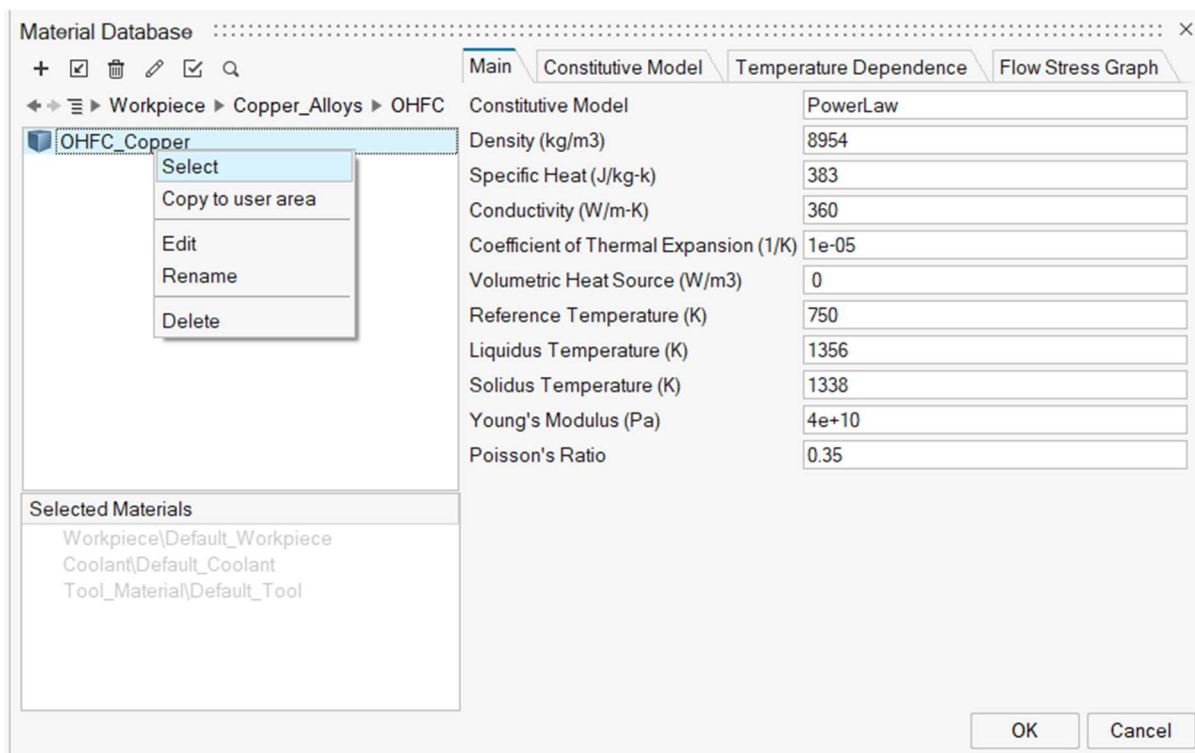 Material Database
Main Constitutive Model Temperature Dependence Flow Stress Graph
Workpiece Copper_Alloys OHFC
OHFC_Copper
Select
Copy to user area
Edit
Rename
Delete
Constitutive Model PowerLaw
Density (kg/m3) 8954
Specific Heat (J/kg-k) 383
Conductivity (W/m-K) 360
Coefficient of Thermal Expansion (1/K) 1e-05
Volumetric Heat Source (W/m3) 0
Reference Temperature (K) 750
Liquidus Temperature (K) 1356
Solidus Temperature (K) 1338
Young's Modulus (Pa) 4e+10
Poisson's Ratio 0.35
Selected Materials
Workpiece\Default_Workpiece
Coolant\Default_Coolant
Tool_Material\Default_Tool
OK Cancel